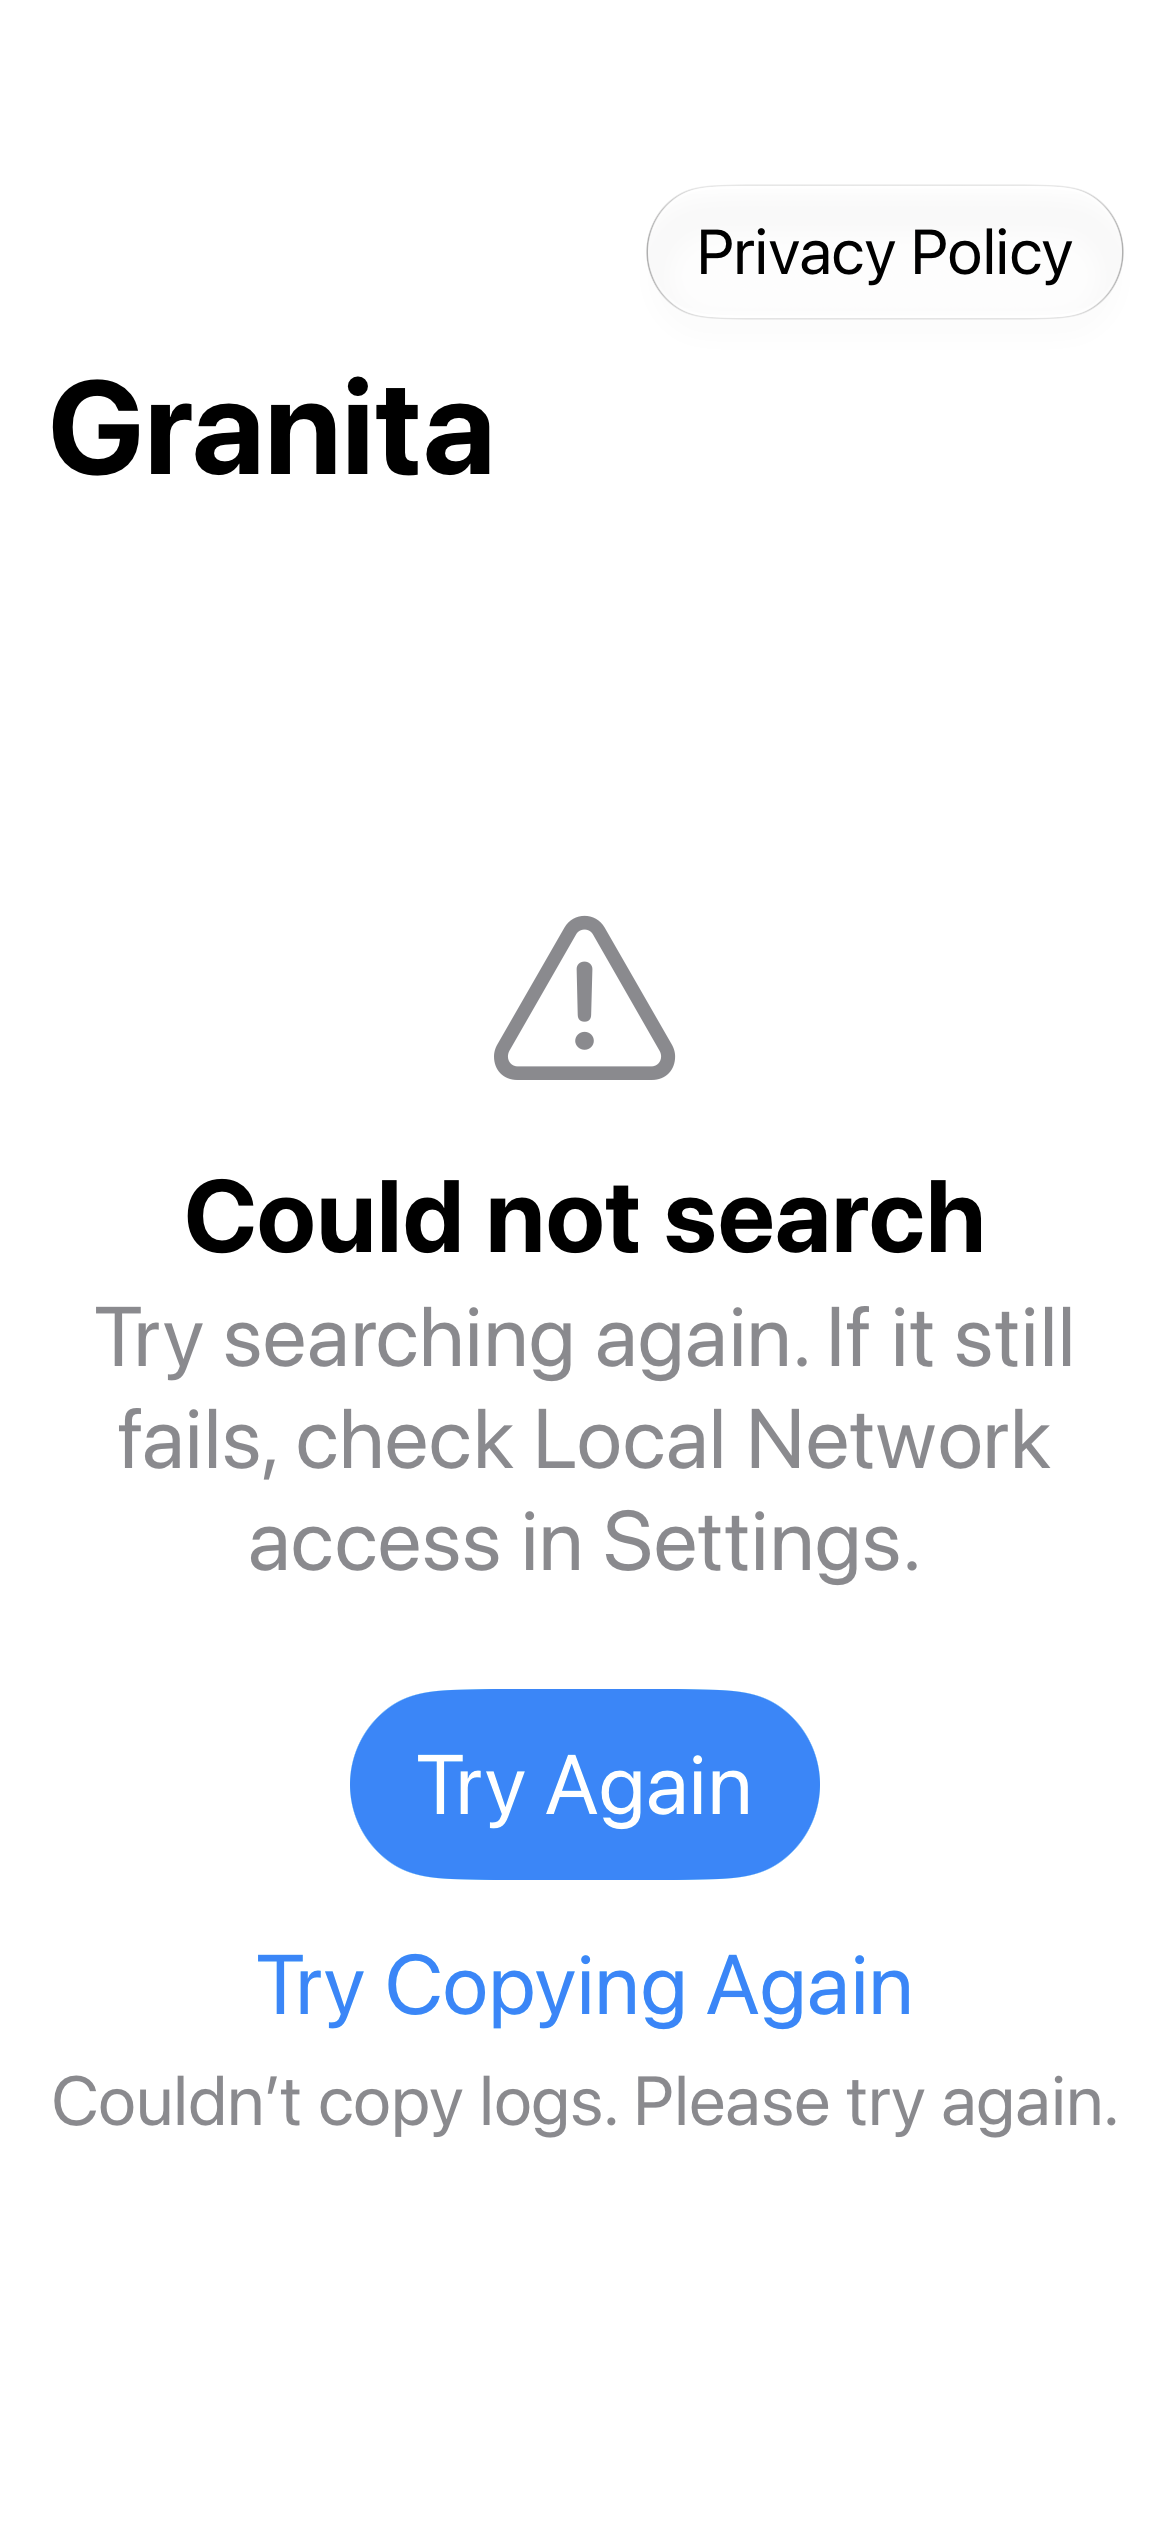 Privacy Policy
Granita
Could not search
Try searching again. If it still
fails, check Local Network
access in Settings.
Try Again
Try Copying Again
Couldn’t copy logs. Please try again.